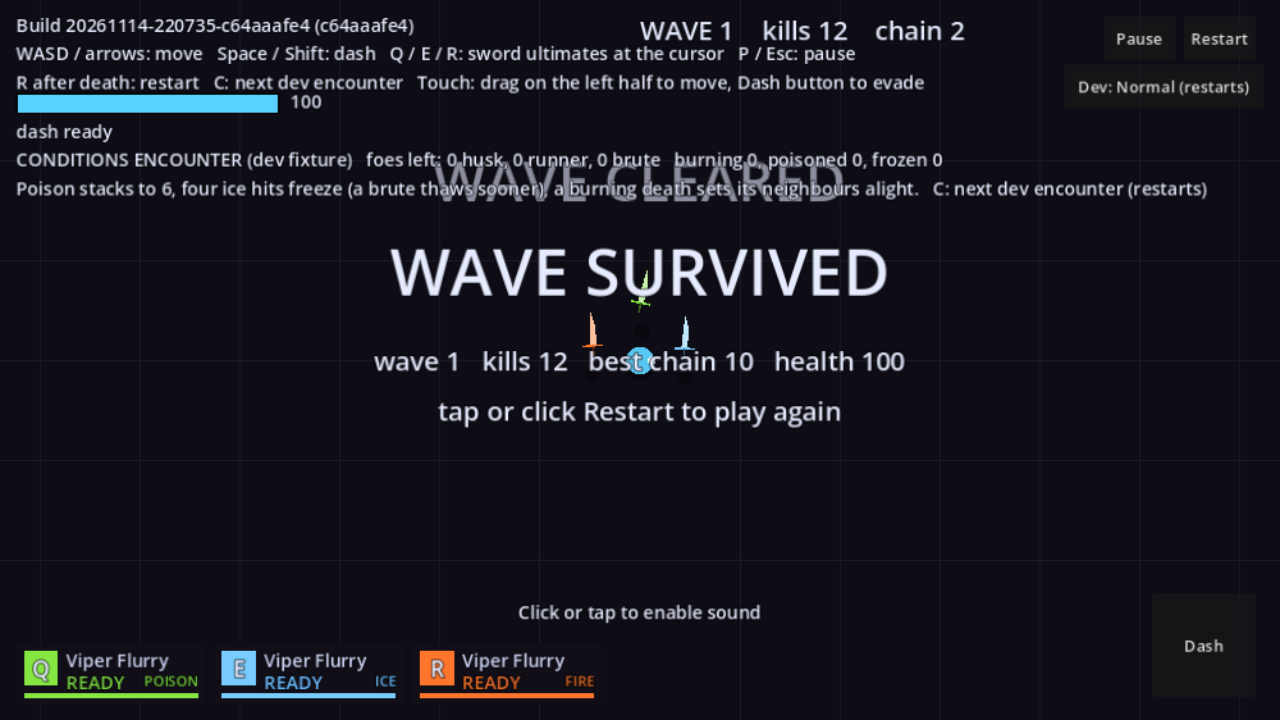 Build 20261114-220735-c64aaafe4 (c64aaafe4)
WAVE 1 kills 12 chain 2
Pause
Restart
WASD / arrows: move Space / Shift: dash Q / E / R: sword ultimates at the cursor P / Esc: pause
R after death: restart C: next dev encounter Touch: drag on the left half to move, Dash button to evade
Dev: Normal (restarts)
100
dash ready
CONDITIONS ENCOUNTER (dev fixture) foes left: 0 husk, 0 runner, 0 brute burning 0, poisoned 0, frozen 0
WAVE CLEARED
Poison stacks to 6, four ice hits freeze (a brute thaws sooner), a burning death sets its neighbours alight. C: next dev encounter (restarts)
WAVE SURVIVED
wave 1 kills 12 best chain 10 health 100
tap or click Restart to play again
Click or tap to enable sound
Dash
Q Viper Flurry
READY POISON
E Viper Flurry
READY ICE
R Viper Flurry
READY FIRE